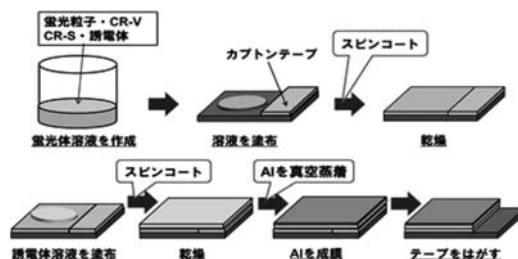 蛍光粒子・CR-V
CR-S・誘電体
カプトンテープ
スピンコート
蛍光体溶液を作成
溶液を塗布
乾燥
スピンコート
Alを真空蒸着
誘電体溶液を塗布
乾燥
Alを成膜
テープをはがす